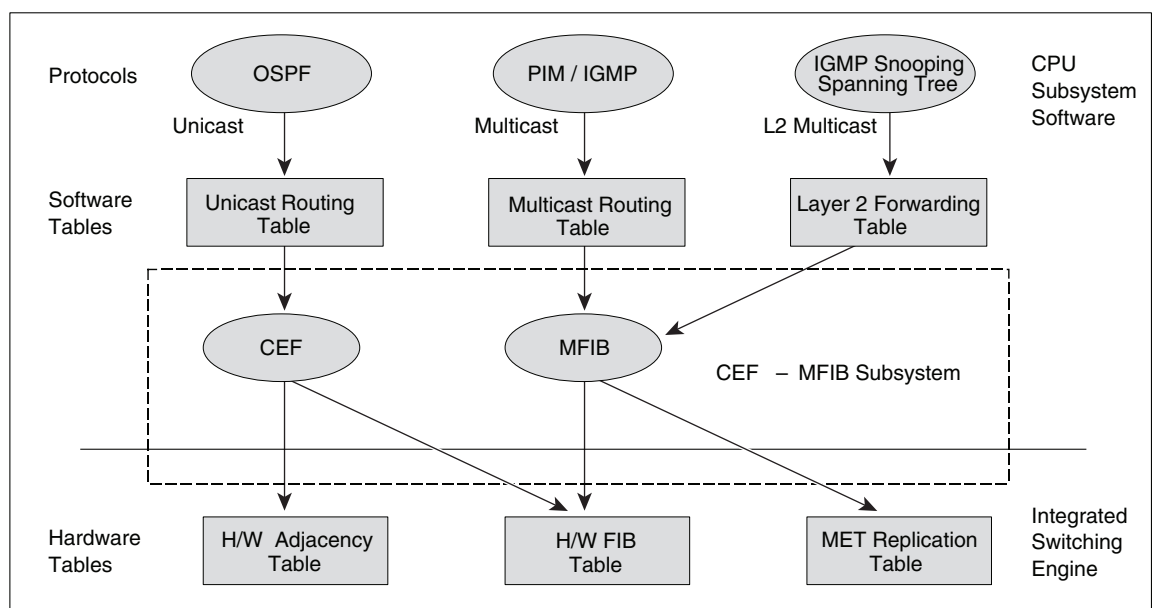 Protocols
OSPF
PIM / IGMP
IGMP Snooping
Spanning Tree
CPU
Subsystem
Software
Unicast
Multicast
L2 Multicast
Software
Tables
Unicast Routing
Table
Multicast Routing
Table
Layer 2 Forwarding
Table
CEF
MFIB
CEF – MFIB Subsystem
Hardware
Tables
H/W Adjacency
Table
H/W FIB
Table
MET Replication
Table
Integrated
Switching
Engine